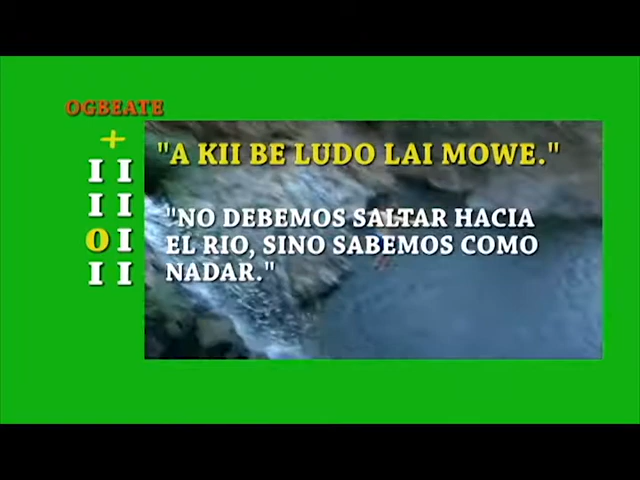 OGBEATE
+
I I
I I
O I
I I
"A KII BE LUDO LAI MOWE."
"NO DEBEMOS SALTAR HACIA
EL RIO, SINO SABEMOS COMO
NADAR."